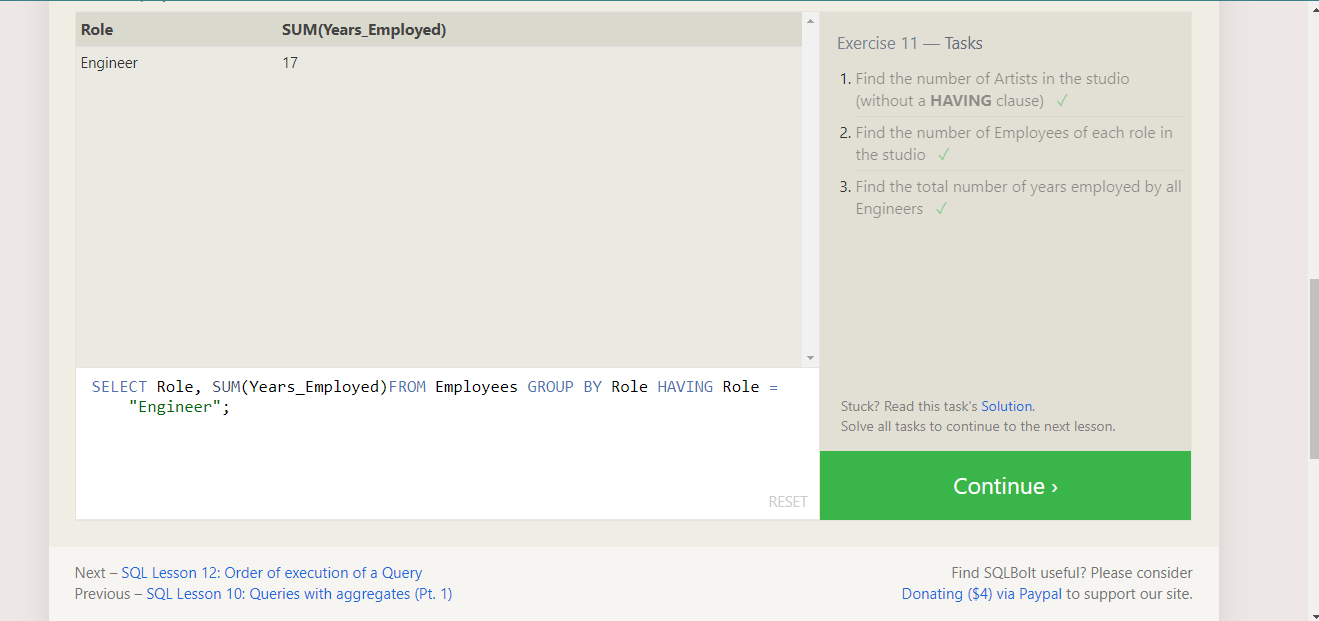 Role SUM(Years_Employed)
Engineer 17
SELECT Role, SUM(Years_Employed)FROM Employees GROUP BY Role HAVING Role =
"Engineer";
RESET
Exercise 11 — Tasks
1. Find the number of Artists in the studio
(without a HAVING clause) ✓
2. Find the number of Employees of each role in
the studio ✓
3. Find the total number of years employed by all
Engineers ✓
Stuck? Read this task's Solution.
Solve all tasks to continue to the next lesson.
Continue ›
Next – SQL Lesson 12: Order of execution of a Query
Previous – SQL Lesson 10: Queries with aggregates (Pt. 1)
Find SQLBolt useful? Please consider
Donating ($4) via Paypal to support our site.